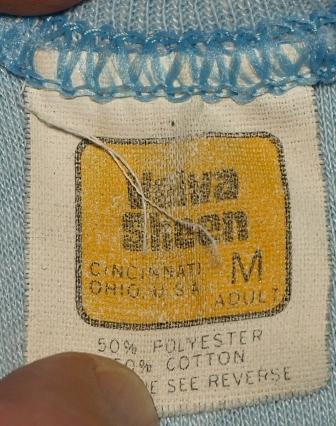 Velva
Sheen
CINCINNATI
OHIO, U.S.A.
M
ADULT
50% POLYESTER
COTTON
SEE REVERSE